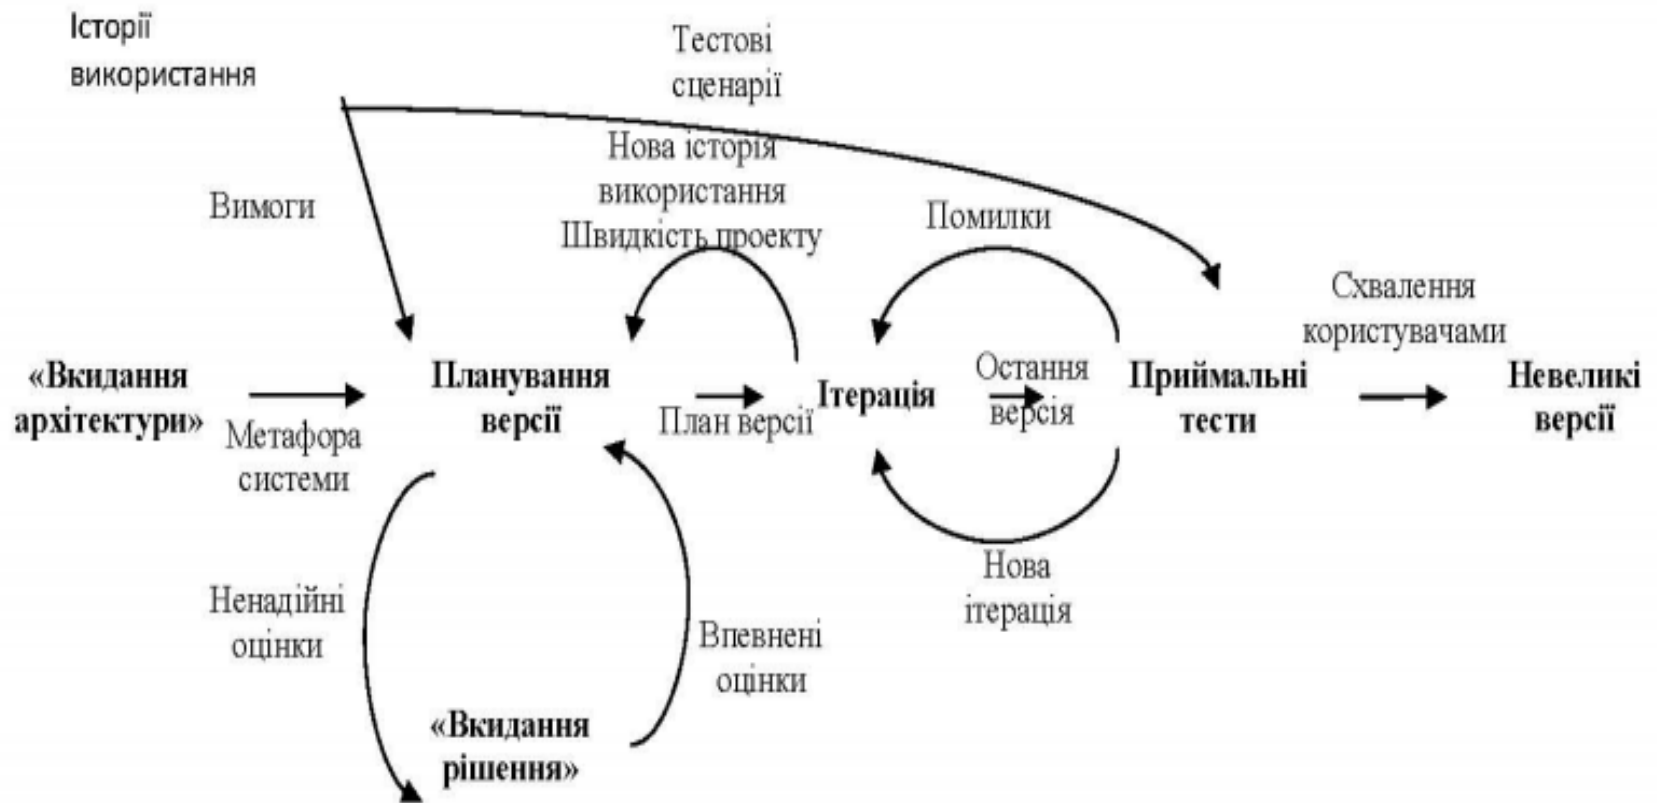 Історії
використання
Тестові
сценарії
Нова історія
використання
Швидкість проекту
Вимоги
Помилки
Схвалення
користувачами
«Вкидання
архітектури»
Метафора
системи
Планування
версії
План версії
Ітерація
Остання
версія
Приймальні
тести
Невеликі
версії
Нова
ітерація
Ненадійні
оцінки
Впевнені
оцінки
«Вкидання
рішення»